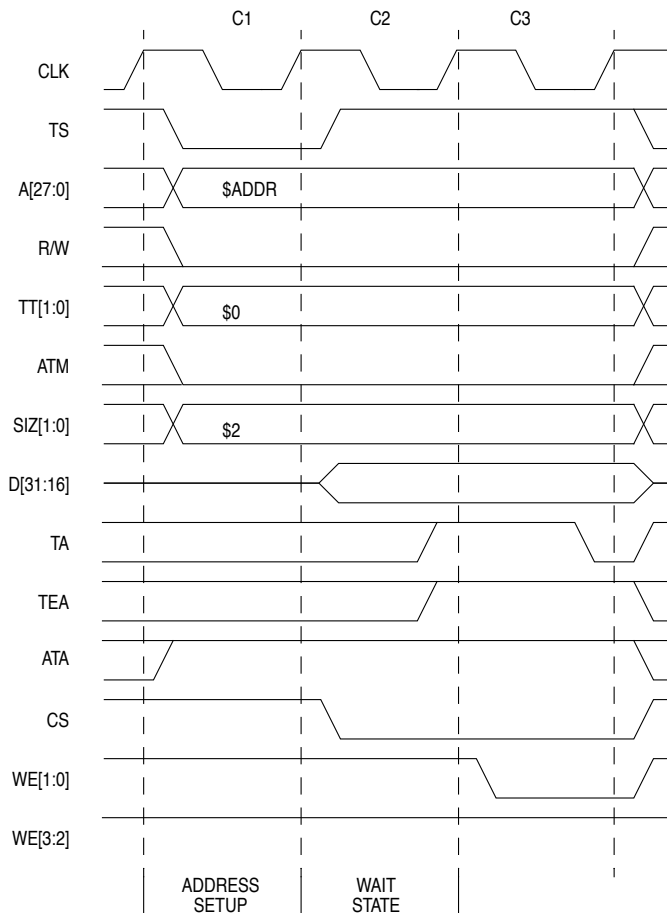 C1 C2 C3
CLK
TS
A[27:0] $ADDR
R/W
TT[1:0] $0
ATM
SIZ[1:0] $2
D[31:16]
TA
TEA
ATA
CS
WE[1:0]
WE[3:2]
ADDRESS SETUP
WAIT STATE